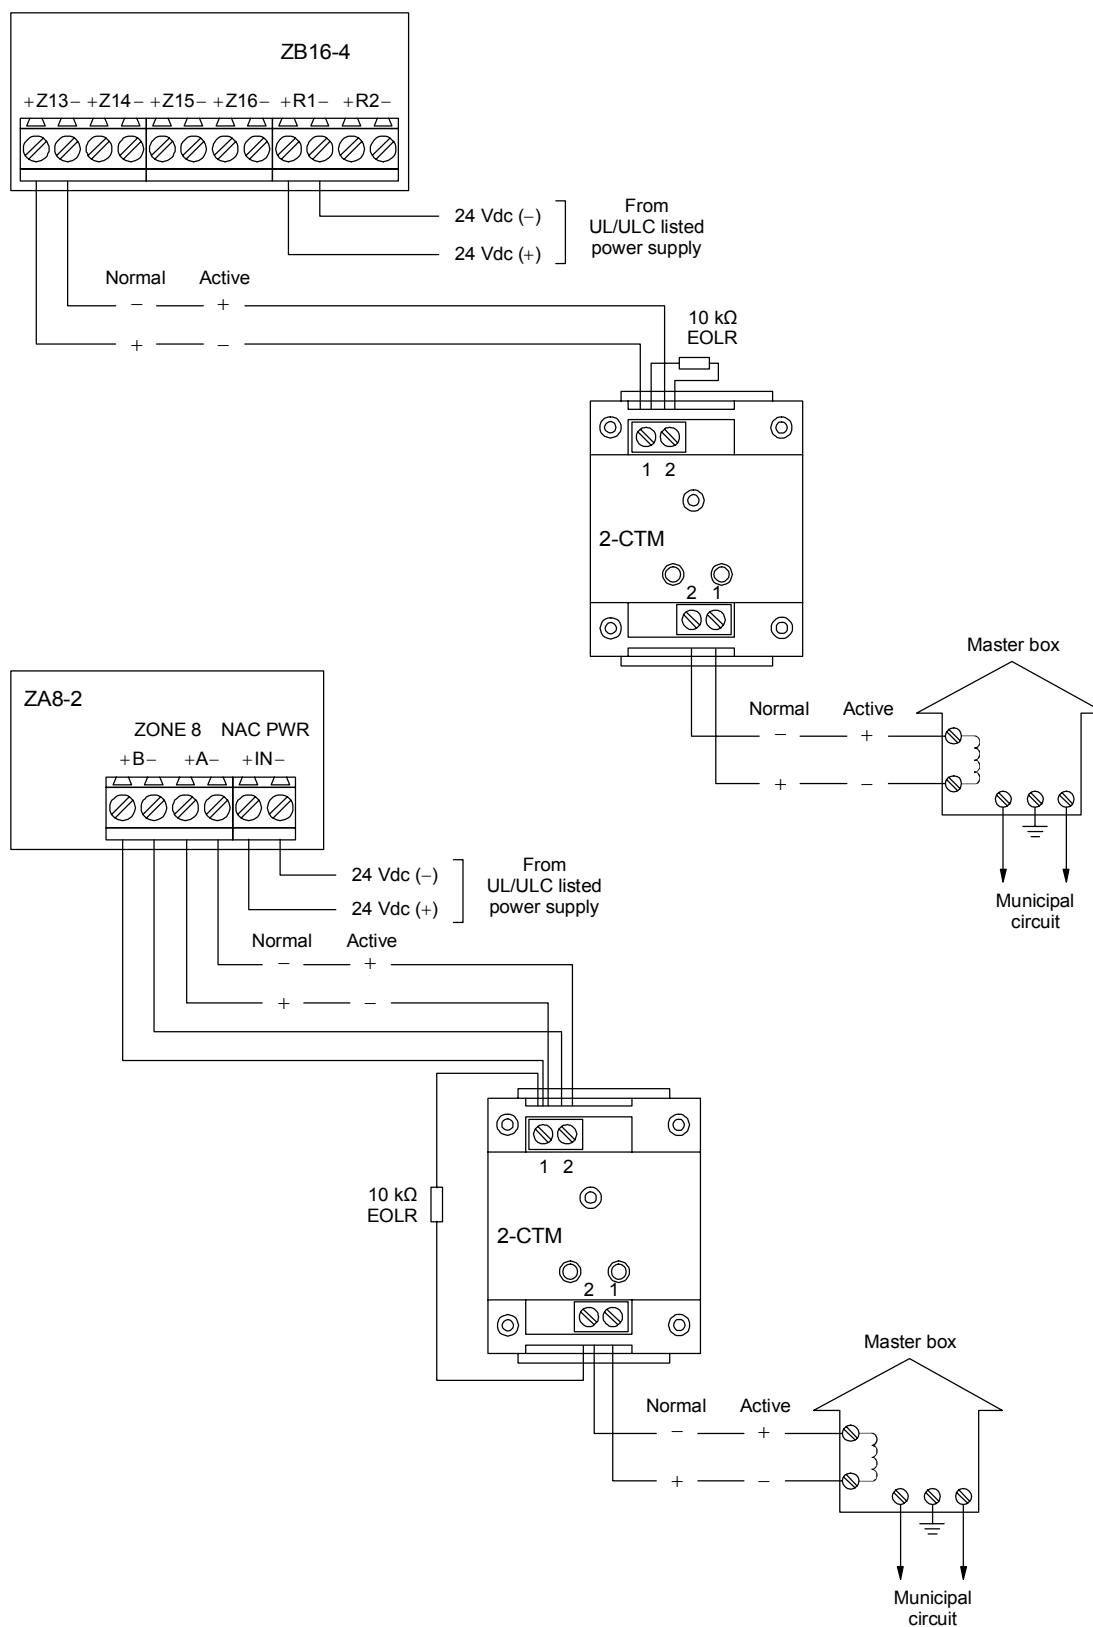 ZB16-4
+Z13− +Z14− +Z15− +Z16− +R1− +R2−
24 Vdc (−)
24 Vdc (+)
From
UL/ULC listed
power supply
Normal Active
− +
+ −
10 kΩ
EOLR
1 2
2-CTM
2 1
Master box
Normal Active
− +
+ −
Municipal
circuit
ZA8-2
ZONE 8 NAC PWR
+B− +A− +IN−
24 Vdc (−)
24 Vdc (+)
From
UL/ULC listed
power supply
Normal Active
− +
+ −
1 2
10 kΩ
EOLR
2-CTM
2 1
Master box
Normal Active
− +
+ −
Municipal
circuit